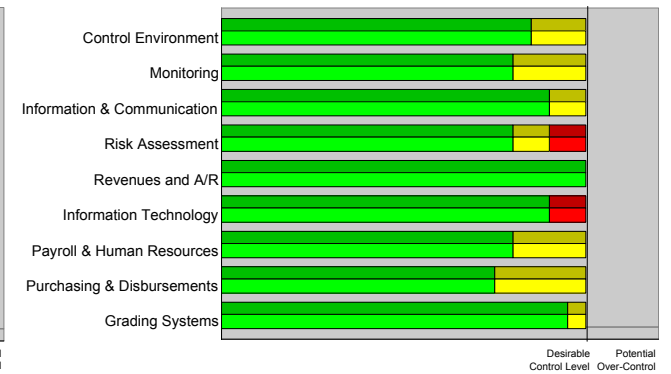 Control Environment
Monitoring
Information & Communication
Risk Assessment
Revenues and A/R
Information Technology
Payroll & Human Resources
Purchasing & Disbursements
Grading Systems
Desirable Potential
Control Level Over-Control